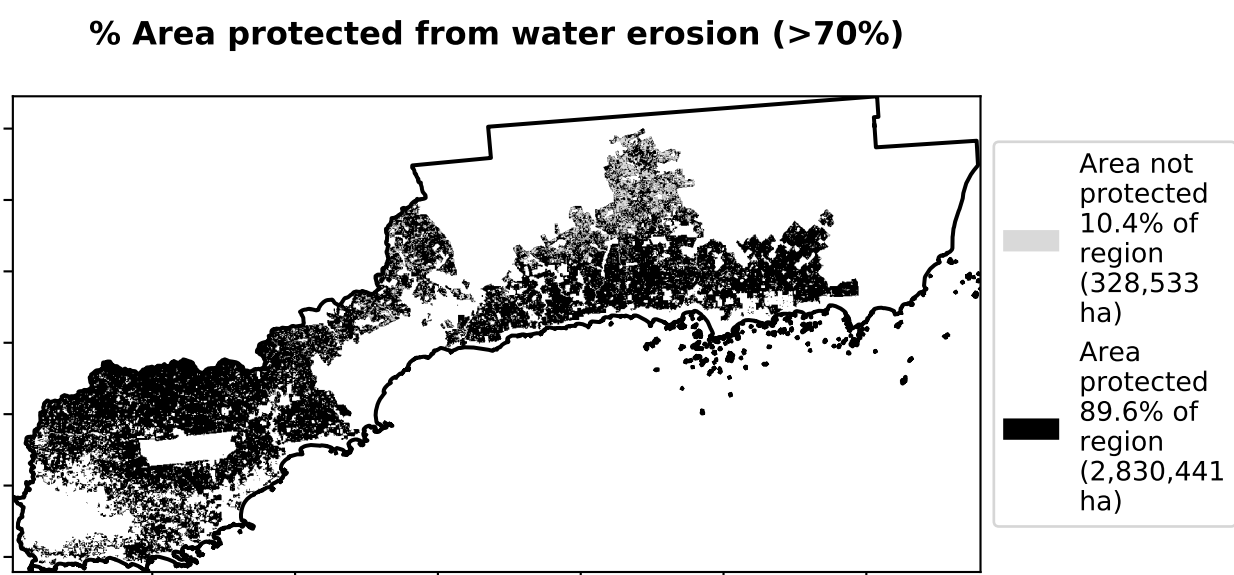 % Area protected from water erosion (>70%)
Area not
protected
10.4% of
region
(328,533
ha)
Area
protected
89.6% of
region
(2,830,441
ha)